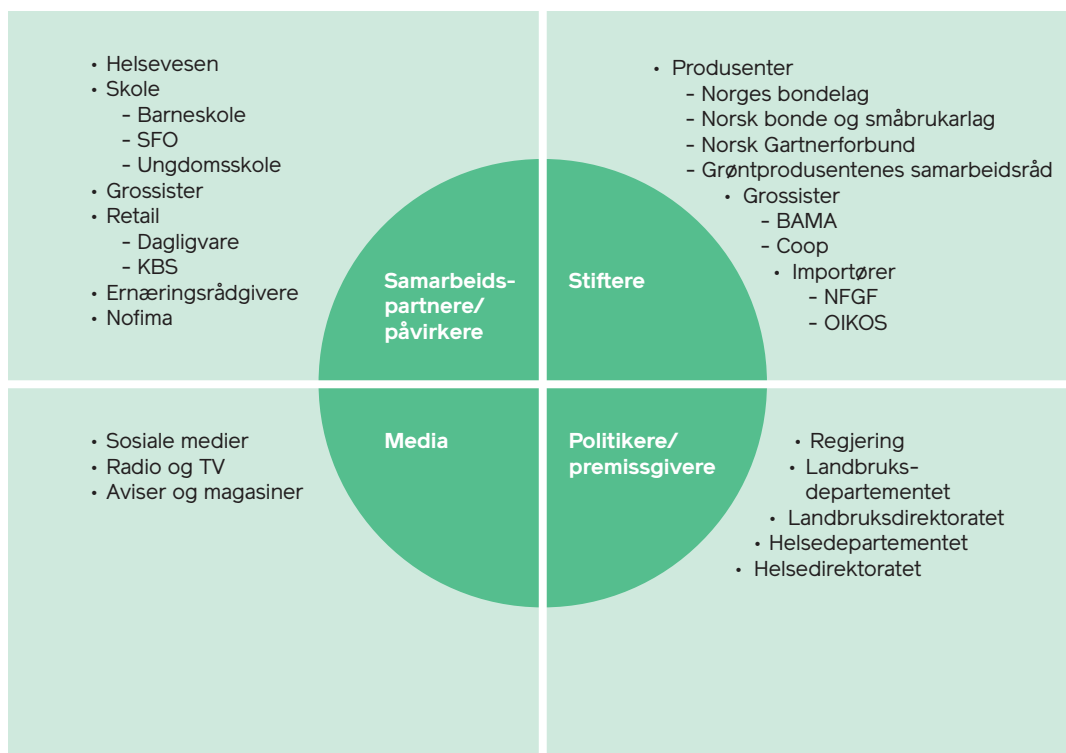 • Helsevesen
• Skole
- Barneskole
- SFO
- Ungdomsskole
• Grossister
• Retail
- Dagligvare
- KBS
• Ernæringsrådgivere
• Nofima
Samarbeids-
partnere/
påvirkere
• Produsenter
- Norges bondelag
- Norsk bonde og småbrukarlag
- Norsk Gartnerforbund
- Grøntprodusentenes samarbeidsråd
• Grossister
- BAMA
- Coop
• Importører
- NFGF
- OIKOS
Stiftere
• Sosiale medier
• Radio og TV
• Aviser og magasiner
Media
Politikere/
premissgivere
• Regjering
• Landbruks-
departementet
• Landbruksdirektoratet
• Helsedepartementet
• Helsedirektoratet